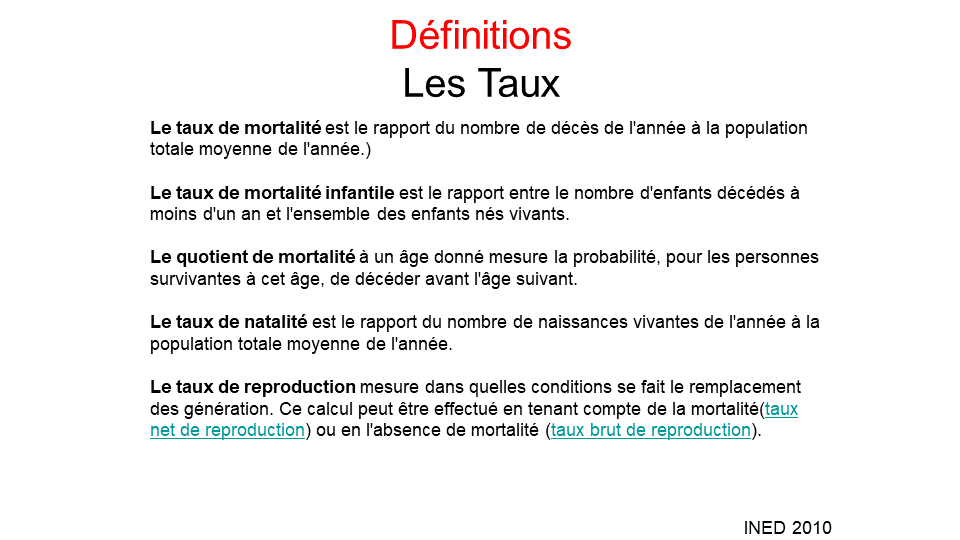 Définitions
Les Taux
Le taux de mortalité est le rapport du nombre de décès de l'année à la population
totale moyenne de l'année.)
Le taux de mortalité infantile est le rapport entre le nombre d'enfants décédés à
moins d'un an et l'ensemble des enfants nés vivants.
Le quotient de mortalité à un âge donné mesure la probabilité, pour les personnes
survivantes à cet âge, de décéder avant l'âge suivant.
Le taux de natalité est le rapport du nombre de naissances vivantes de l'année à la
population totale moyenne de l'année.
Le taux de reproduction mesure dans quelles conditions se fait le remplacement
des génération. Ce calcul peut être effectué en tenant compte de la mortalité(taux
net de reproduction) ou en l'absence de mortalité (taux brut de reproduction).
INED 2010